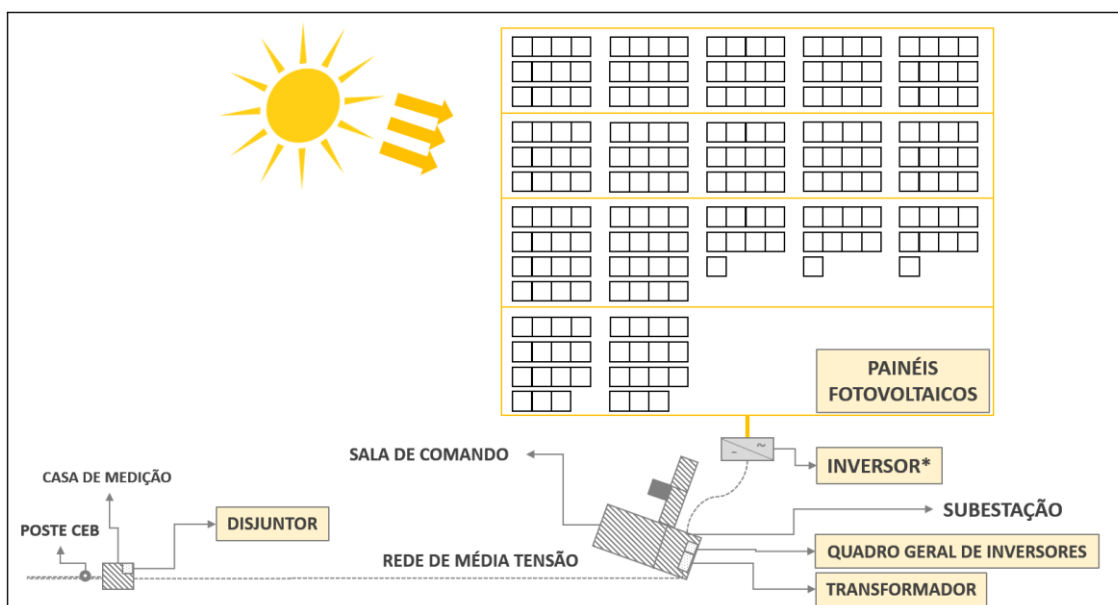 PAINÉIS
FOTOVOLTAICOS
SALA DE COMANDO
INVERSOR*
CASA DE MEDIÇÃO
SUBESTAÇÃO
DISJUNTOR
POSTE CEB
QUADRO GERAL DE INVERSORES
REDE DE MÉDIA TENSÃO
TRANSFORMADOR